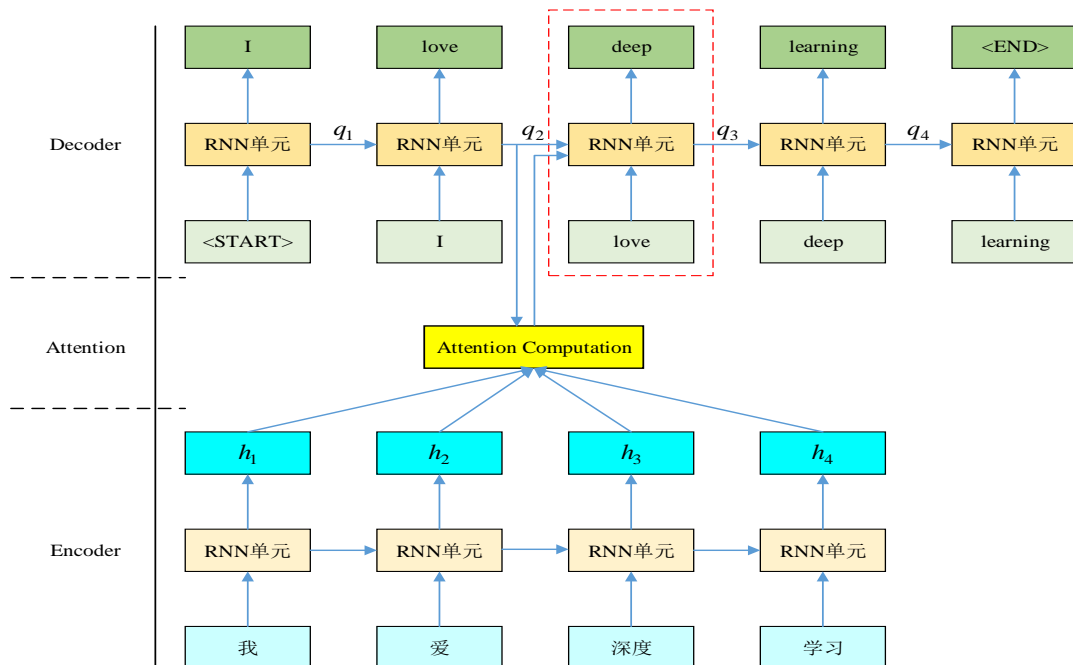 I love deep learning <END>
Decoder RNN单元 q1 RNN单元 q2 RNN单元 q3 RNN单元 q4 RNN单元
<START> I love deep learning
Attention Attention Computation
h1 h2 h3 h4
Encoder RNN单元 RNN单元 RNN单元 RNN单元
我 爱 深度 学习